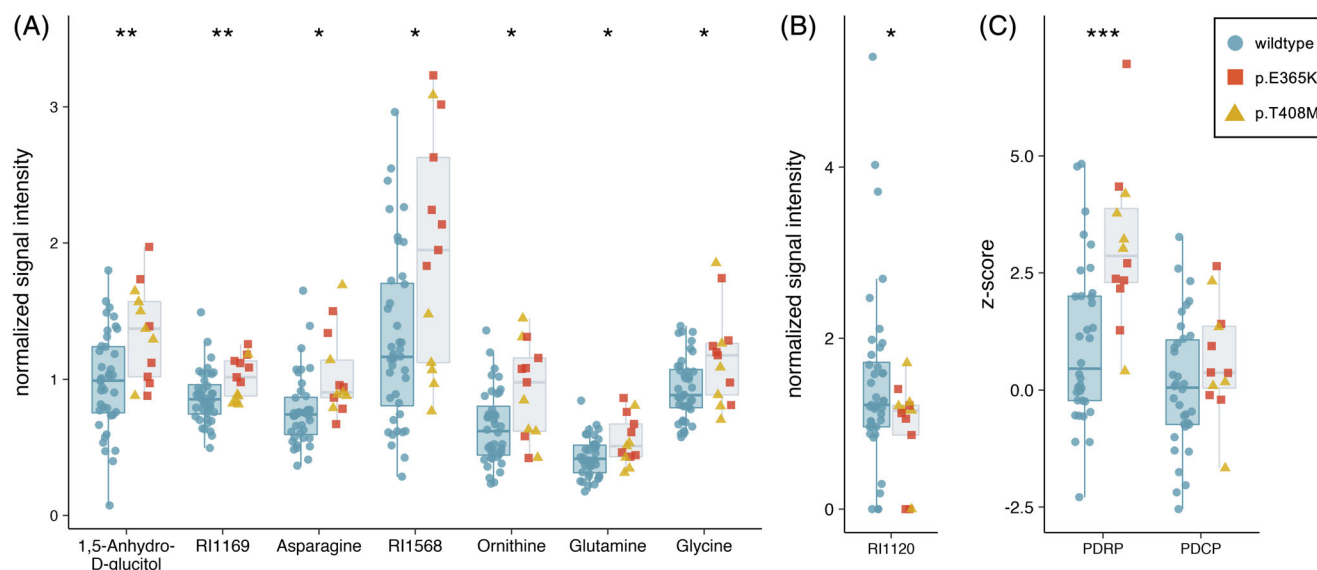 (A)
(B)
(C)
wildtype
p.E365K
p.T408M
** ** * * * * *
*
***
normalized signal intensity
3
2
1
0
1,5-Anhydro-
D-glucitol
RI1169
Asparagine
RI1568
Ornithine
Glutamine
Glycine
normalized signal intensity
4
2
0
RI1120
z-score
5.0
2.5
0.0
-2.5
PDRP
PDCP